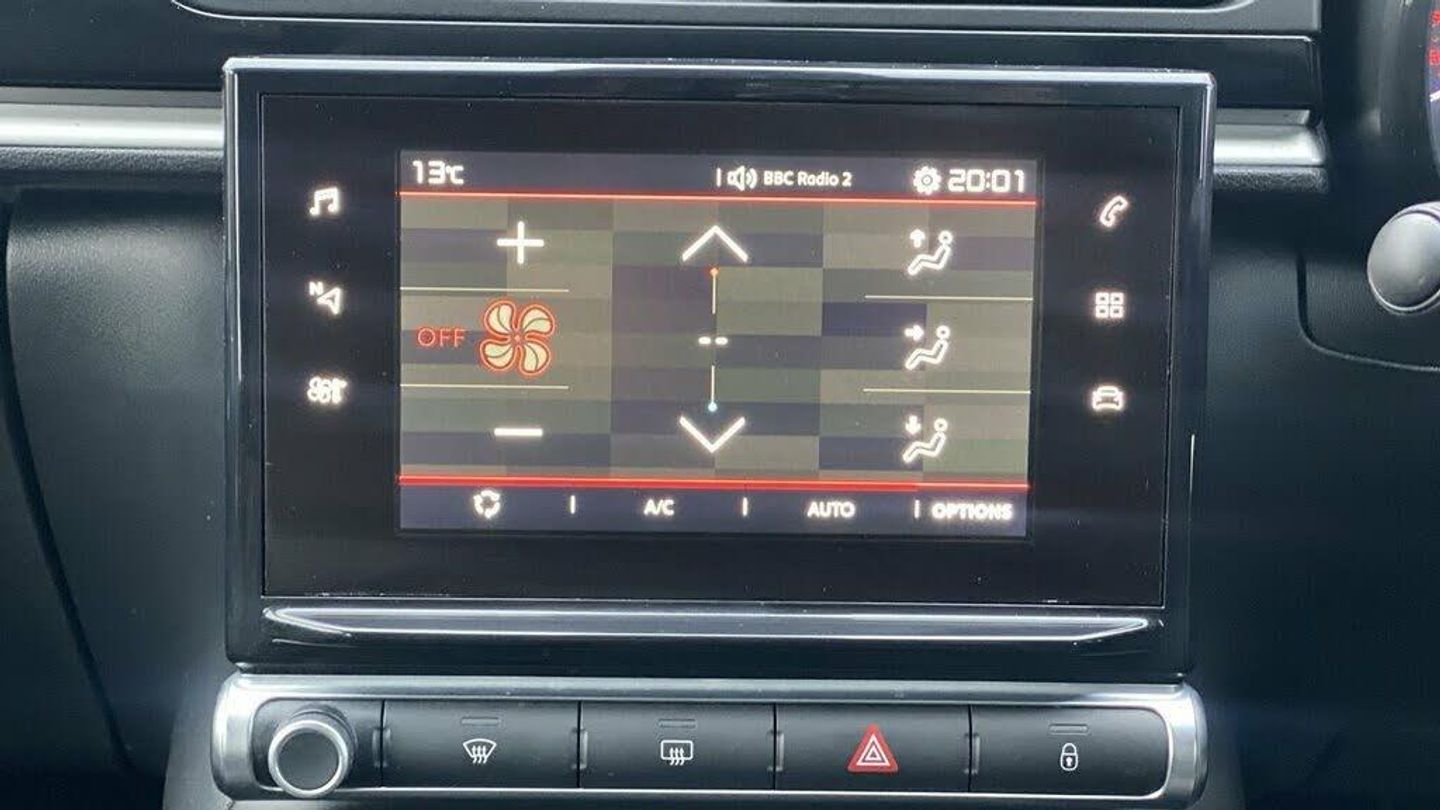 13°C
BBC Radio 2
20:01
N
OFF
--
A/C
AUTO
OPTIONS